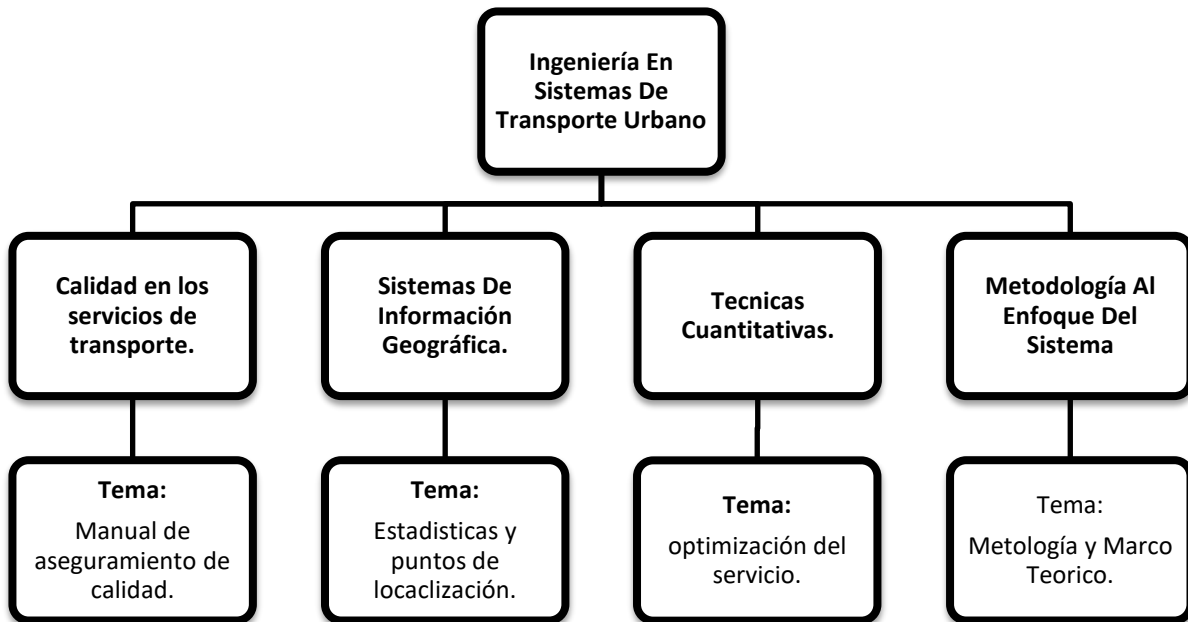 Ingeniería En
Sistemas De
Transporte Urbano
Calidad en los
servicios de
transporte.
Sistemas De
Información
Geográfica.
Tecnicas
Cuantitativas.
Metodología Al
Enfoque Del
Sistema
Tema:
Manual de
aseguramiento de
calidad.
Tema:
Estadisticas y
puntos de
locaclización.
Tema:
optimización del
servicio.
Tema:
Metología y Marco
Teorico.